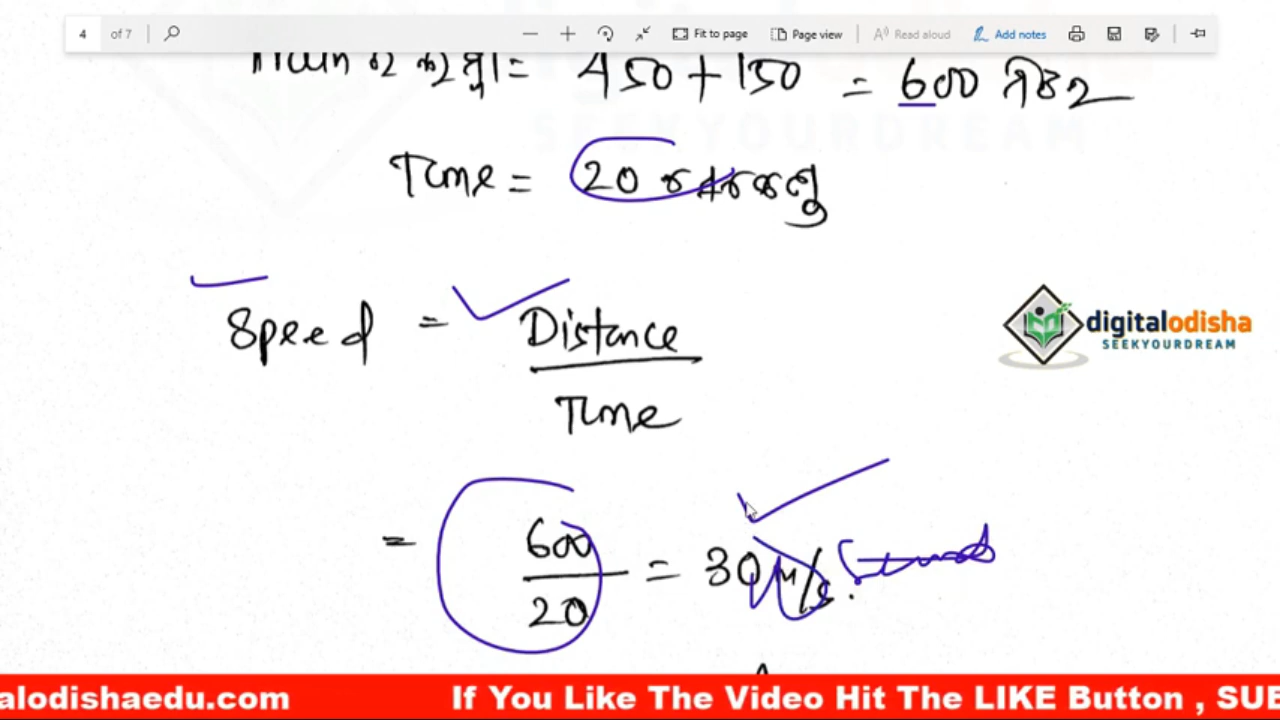 4 of 7 Fit to page Page view Read aloud Add notes
450 + 150 = 600
SEEKYOURDREAM
Time = 20
Speed = Distance
Time
digitalodisha
SEEKYOURDREAM
= 600 = 30 M/s.
20
alodishaedu.com If You Like The Video Hit The LIKE Button , SUB